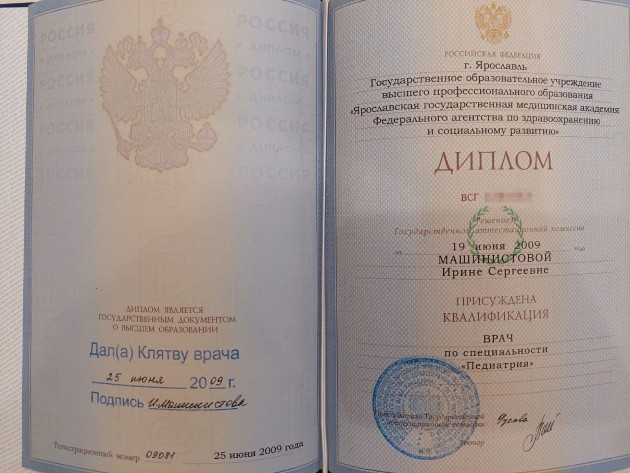 ДИПЛОМ ЯВЛЯЕТСЯ
ГОСУДАРСТВЕННЫМ ДОКУМЕНТОМ
О ВЫСШЕМ ОБРАЗОВАНИИ
Дал(а) Клятву врача
25 июня 2009 г.
Подпись И.Машинистова
Регистрационный номер 09081 25 июня 2009 года
РОССИЙСКАЯ ФЕДЕРАЦИЯ
г. Ярославль
Государственное образовательное учреждение
высшего профессионального образования
«Ярославская государственная медицинская академия
Федерального агентства по здравоохранению
и социальному развитию»
ДИПЛОМ
ВСГ
Решением
Государственной аттестационной комиссии
от 19 июня 2009 года
МАШИНИСТОВОЙ
Ирине Сергеевне
ПРИСУЖДЕНА
КВАЛИФИКАЦИЯ
ВРАЧ
по специальности
«Педиатрия»
Председатель Государственной
аттестационной комиссии
Ректор
М.П.